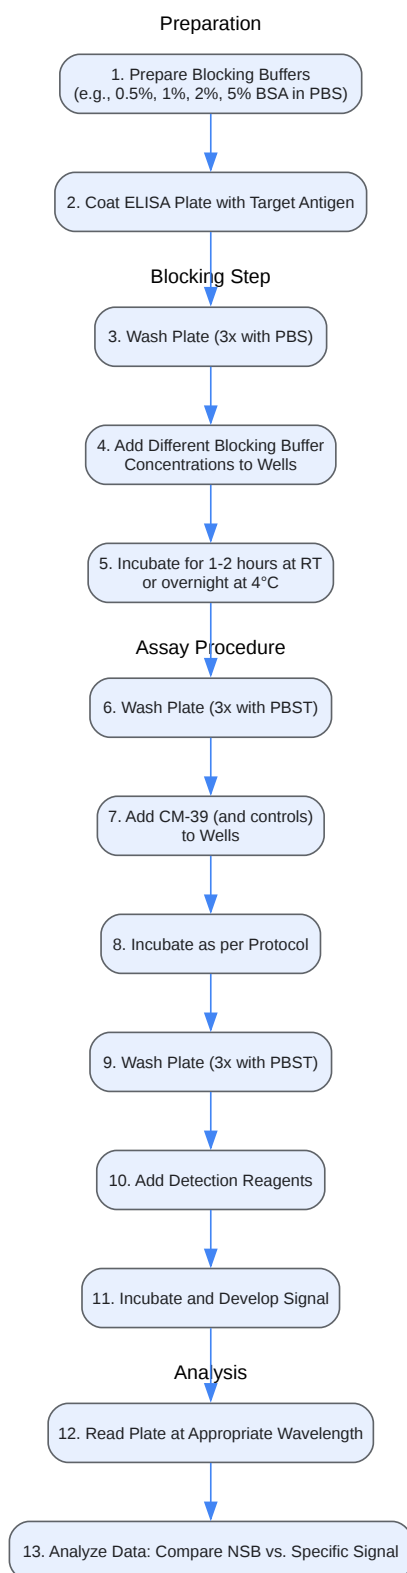 Preparation
1. Prepare Blocking Buffers
(e.g., 0.5%, 1%, 2%, 5% BSA in PBS)
2. Coat ELISA Plate with Target Antigen
Blocking Step
3. Wash Plate (3x with PBS)
4. Add Different Blocking Buffer
Concentrations to Wells
5. Incubate for 1-2 hours at RT
or overnight at 4°C
Assay Procedure
6. Wash Plate (3x with PBST)
7. Add CM-39 (and controls)
to Wells
8. Incubate as per Protocol
9. Wash Plate (3x with PBST)
10. Add Detection Reagents
11. Incubate and Develop Signal
Analysis
12. Read Plate at Appropriate Wavelength
13. Analyze Data: Compare NSB vs. Specific Signal